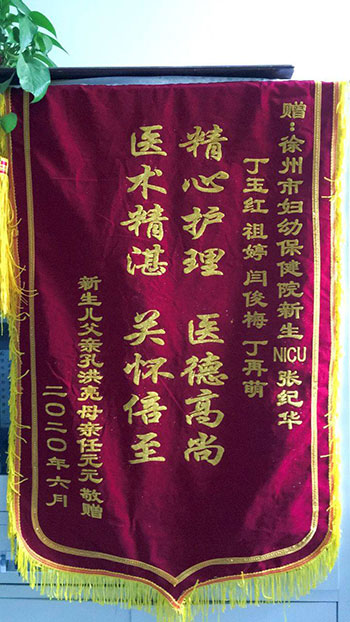 赠：徐州市妇幼保健院新生NICU 张纪华
丁玉红 祖婷 闫俊梅 丁再萌
精心护理 医德高尚
医术精湛 关怀倍至
新生儿父亲孔洪亮 母亲任元元 敬赠
二〇二〇年六月